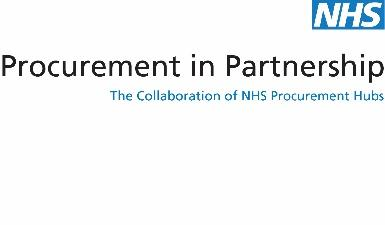 NHS
Procurement in Partnership
The Collaboration of NHS Procurement Hubs